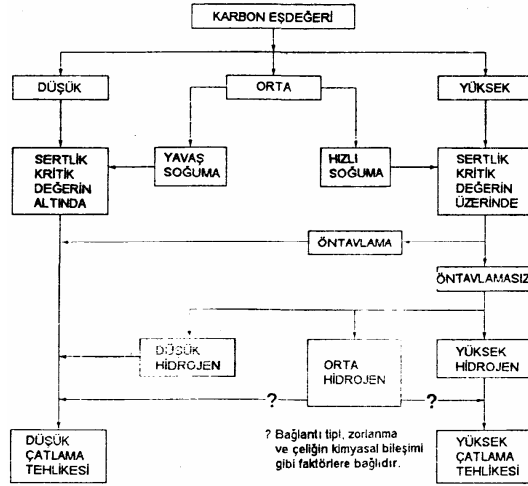 KARBON EŞDEĞERİ
DÜŞÜK
ORTA
YÜKSEK
SERTLİK
KRİTİK
DEĞERİN
ALTINDA
YAVAŞ
SOĞUMA
HIZLI
SOĞUMA
SERTLİK
KRİTİK
DEĞERİN
ÜZERİNDE
ÖNTAVLAMA
ÖNTAVLAMASIZ
DÜŞÜK
HİDROJEN
ORTA
HİDROJEN
YÜKSEK
HİDROJEN
?
?
DÜŞÜK
ÇATLAMA
TEHLİKESİ
? Bağlantı tipi, zorlanma
ve çeliğin kimyasal bileşimi
gibi faktörlere bağlıdır.
YÜKSEK
ÇATLAMA
TEHLİKESİ